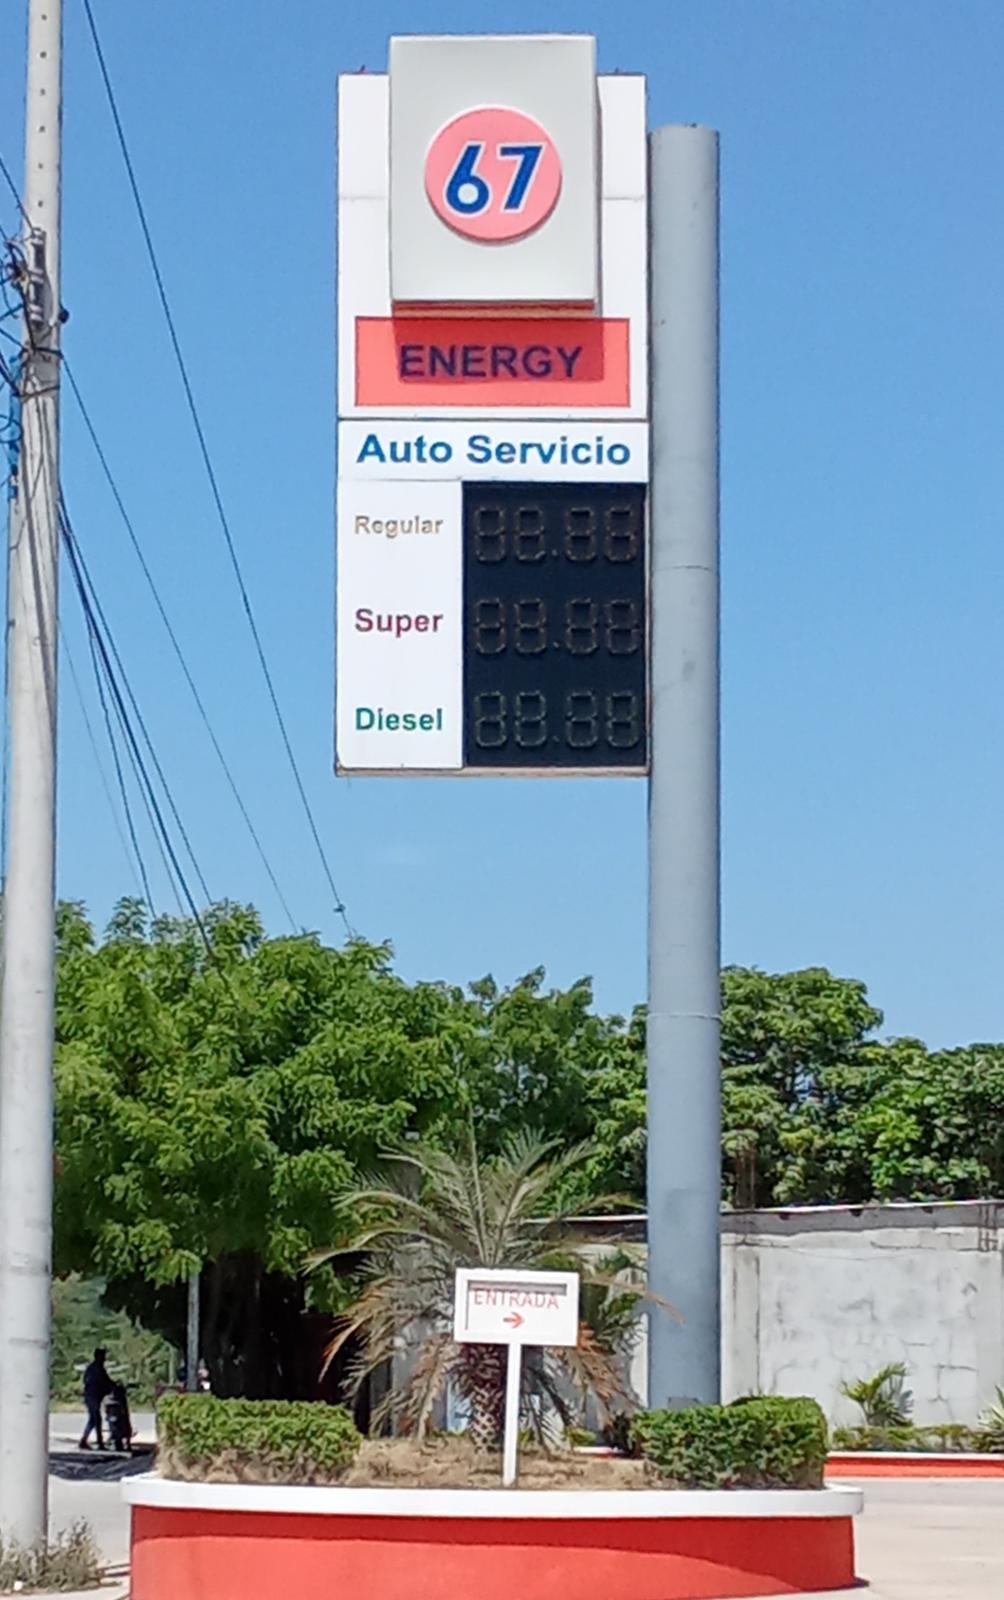 67
ENERGY
Auto Servicio
Regular
Super
Diesel
ENTRADA
→